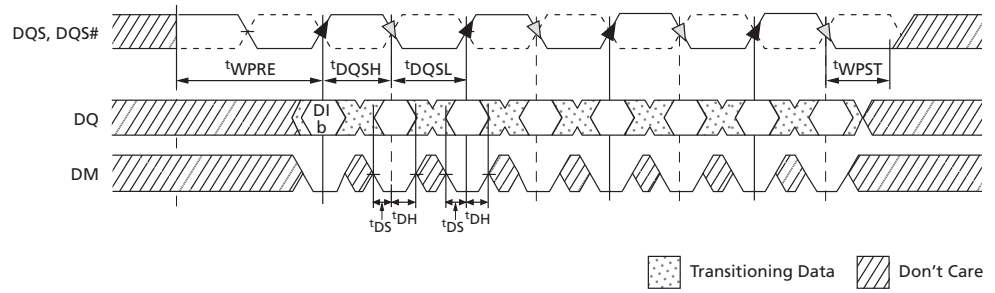 DQS, DQS#
tWPRE
tDQSH
tDQSL
tWPST
DQ
DI
b
DM
tDS
tDH
tDS
tDH
Transitioning Data
Don't Care